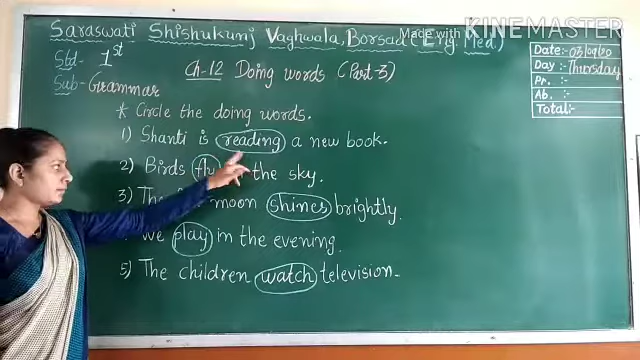 Made with KINEMASTER
Saraswati Shishukunj Vaghwala, Borsad (Eng. Med.)
Std- 1st
Sub- Grammar
Ch-12 Doing words (Part-3)
Date:- 03/09/20
Day:- Thursday
Pr.:-
Ab.:-
Total:-
* Circle the doing words.
1) Shanti is reading a new book.
2) Birds fly the sky.
3) The moon shines brightly.
We play in the evening.
5) The children watch television.